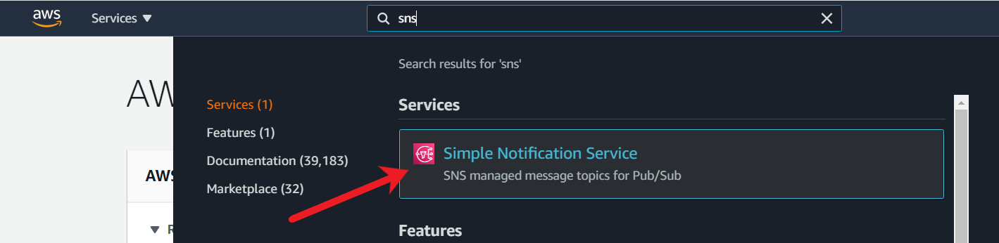 aws
Services ▼
sns
Search results for 'sns'
AW
Services (1)
Features (1)
Documentation (39,183)
Marketplace (32)
Services
Simple Notification Service
SNS managed message topics for Pub/Sub
Features
AWS
▼ R